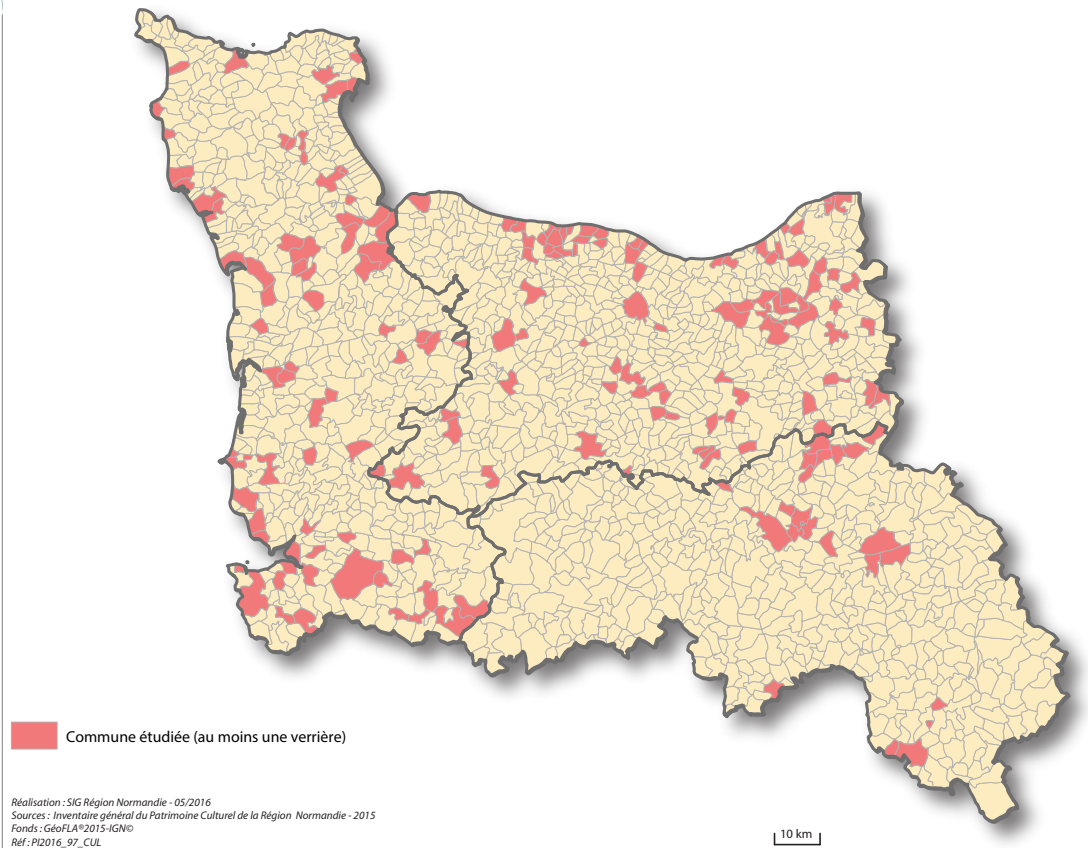 Commune étudiée (au moins une verrière)
Réalisation : SIG Région Normandie - 05/2016
Sources : Inventaire général du Patrimoine Culturel de la Région Normandie - 2015
Fonds : GéoFLA®2015-IGN©
Réf : PI2016_97_CUL
10 km